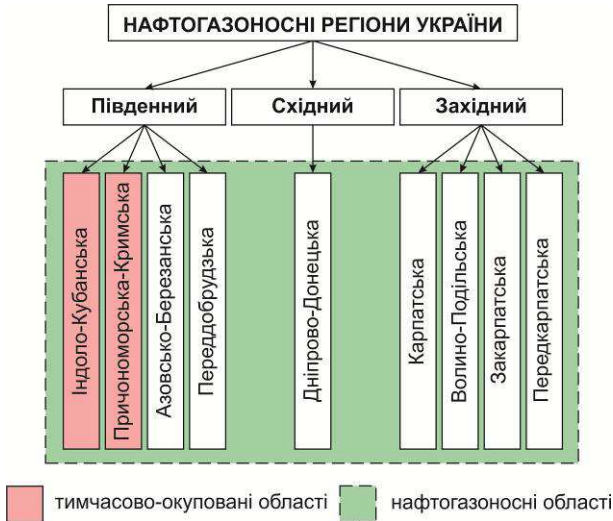 НАФТОГАЗОНОСНІ РЕГІОНИ УКРАЇНИ
Південний
Східний
Західний
Індоло-Кубанська
Причономорська-Кримська
Азовсько-Березанська
Переддобрудзька
Дніпрово-Донецька
Карпатська
Волино-Подільська
Закарпатська
Передкарпатська
тимчасово-окуповані області
нафтогазоносні області